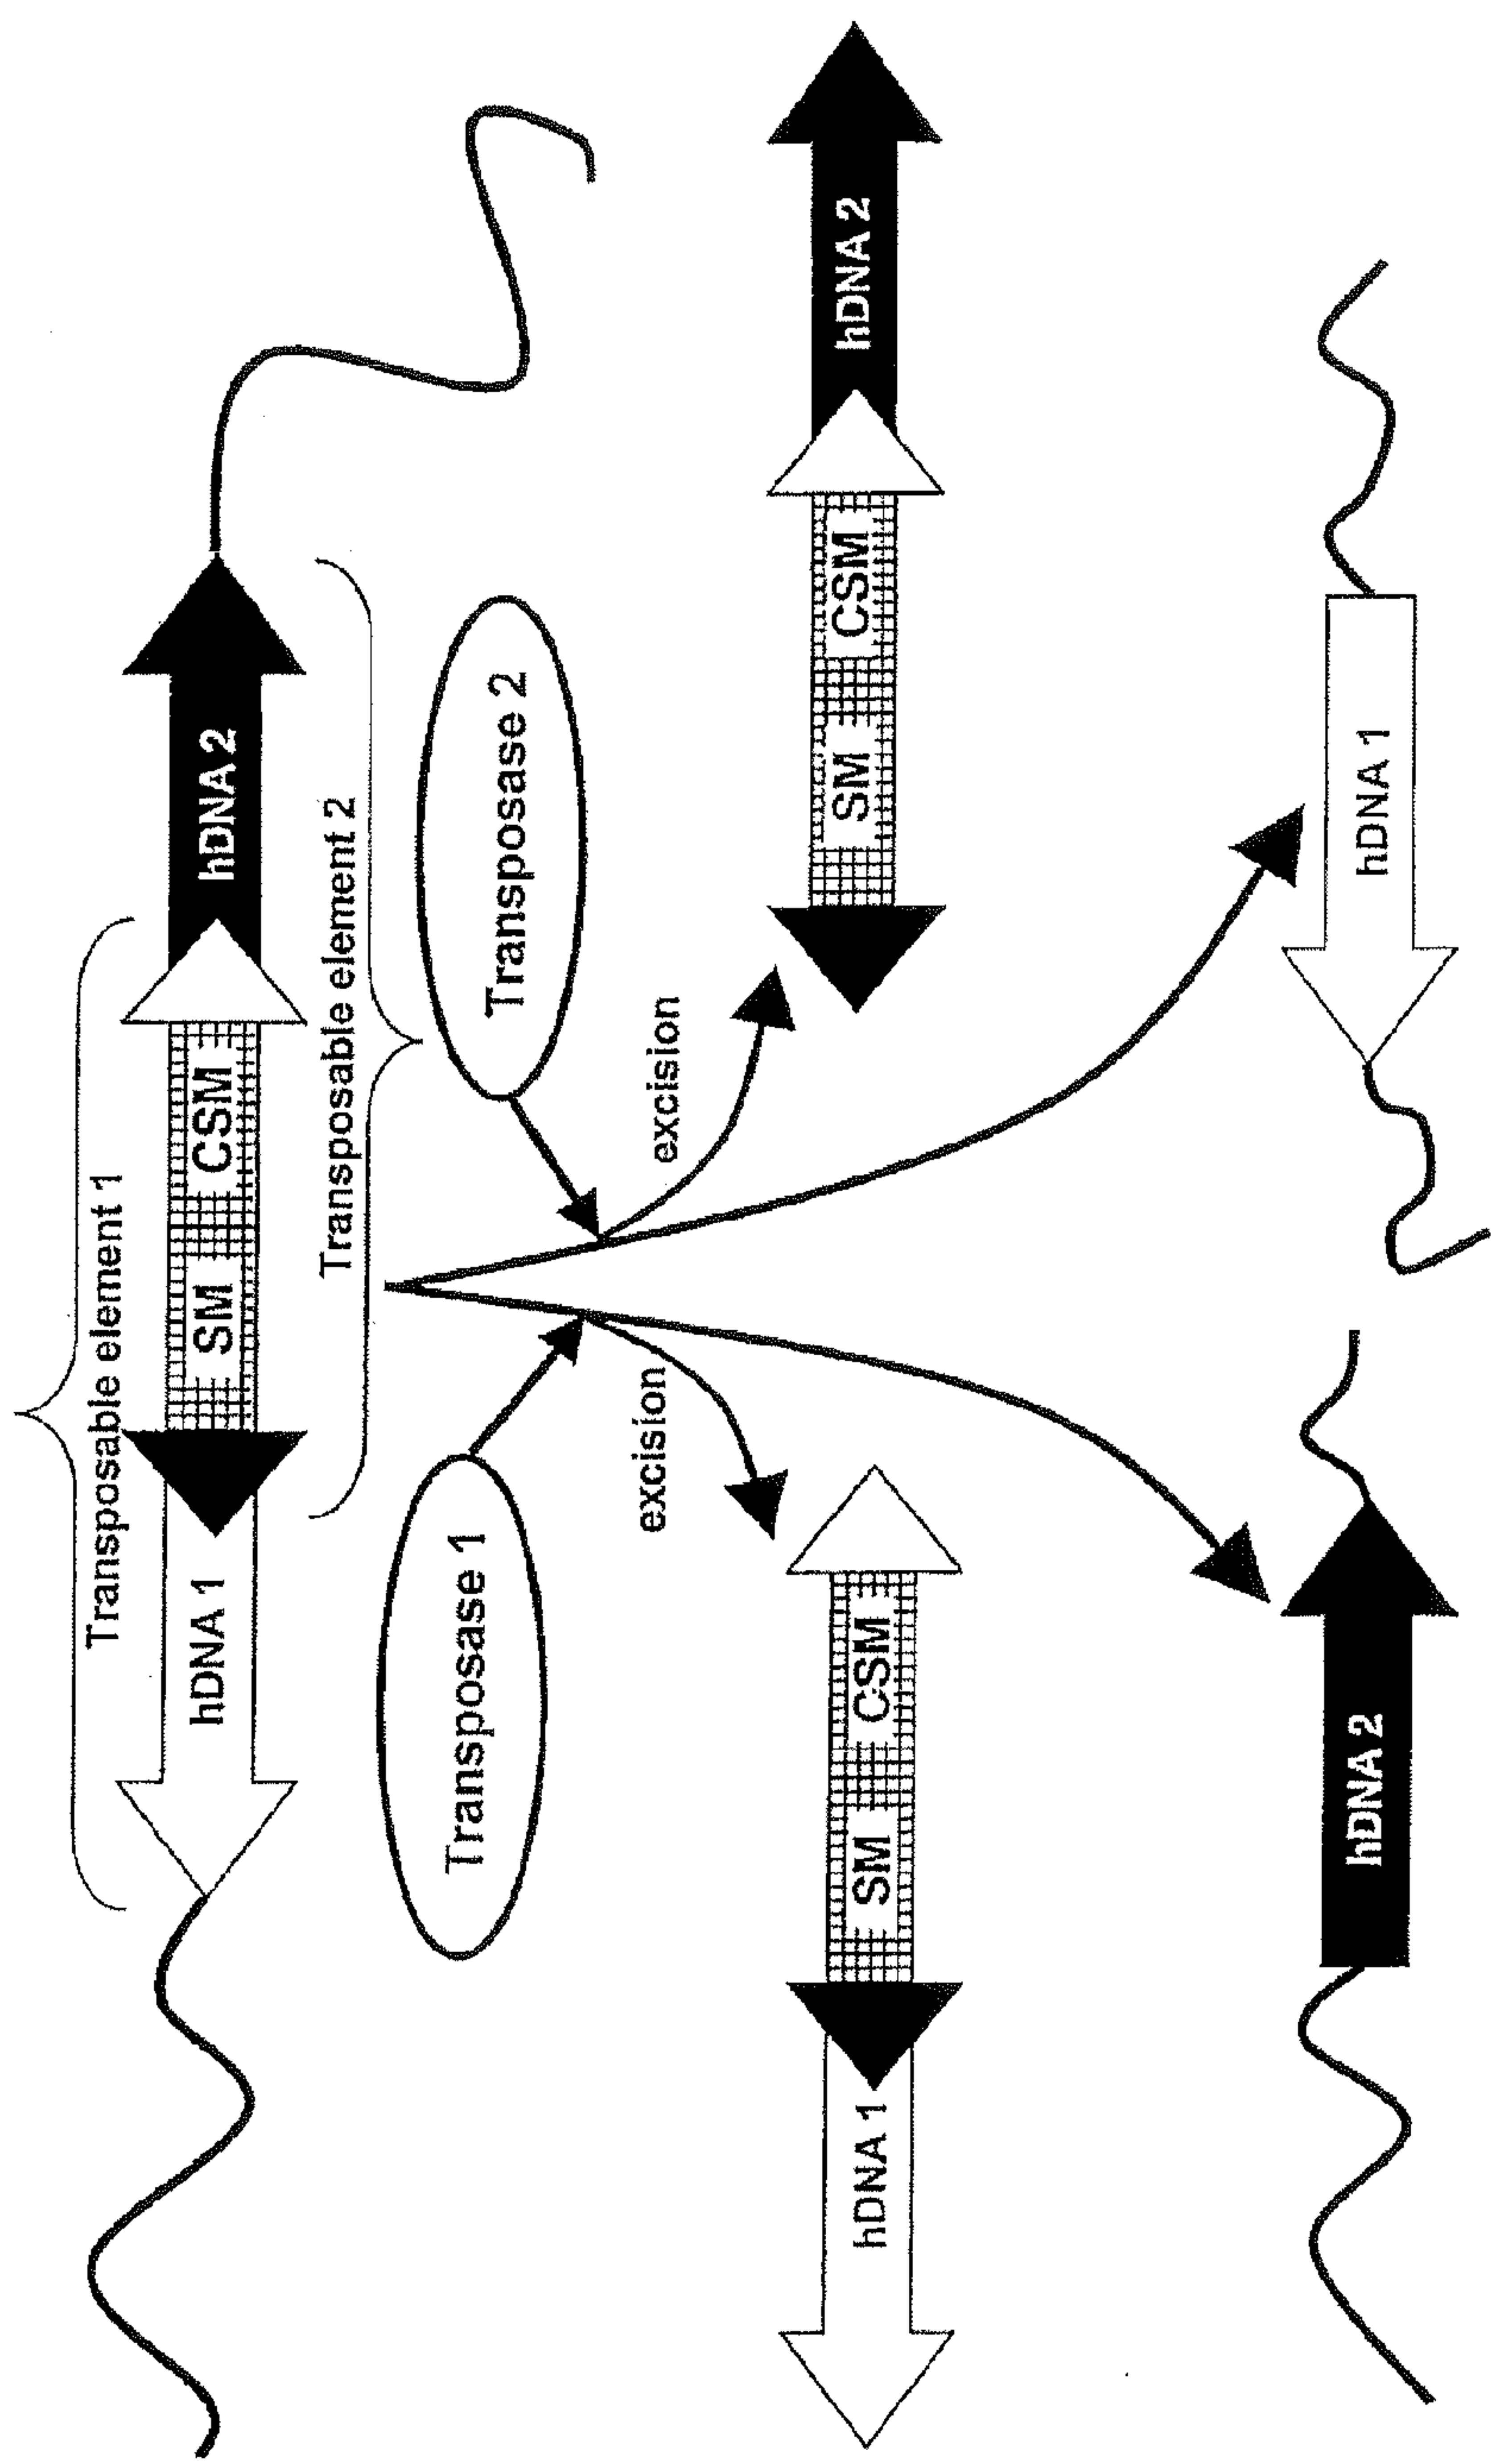 Transposable element 1
hDNA 1 SM CSM hDNA 2
Transposable element 2
Transposase 1 Transposase 2
excision excision
hDNA 1 SM CSM SM CSM hDNA 2
hDNA 2 hDNA 1